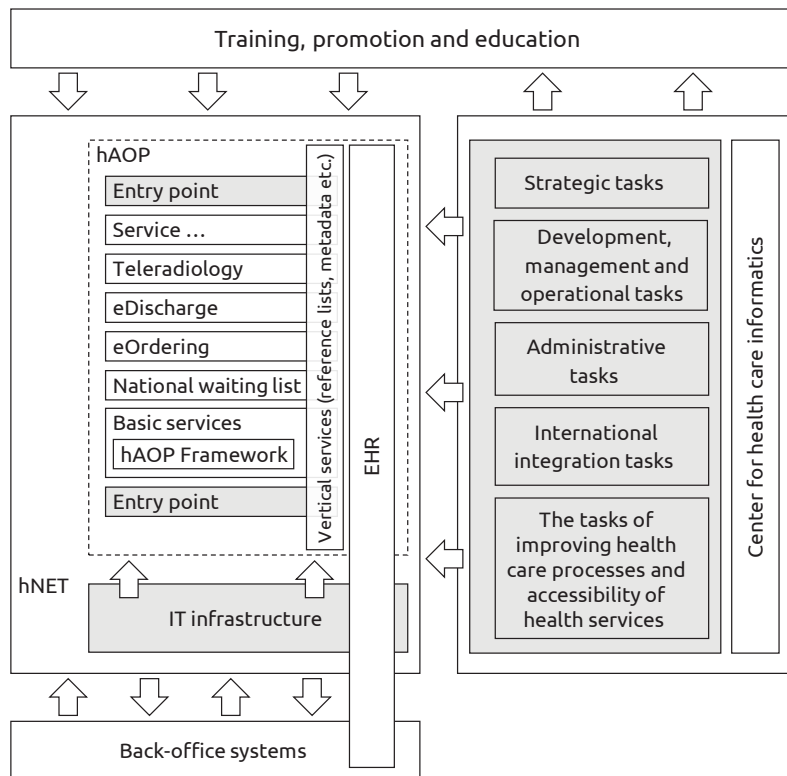 Training, promotion and education
hAOP
Entry point
Service ...
Teleradiology
eDischarge
eOrdering
National waiting list
Basic services
hAOP Framework
Entry point
Vertical services (reference lists, metadata etc.)
EHR
hNET
IT infrastructure
Back-office systems
Strategic tasks
Development,
management and
operational tasks
Administrative
tasks
International
integration tasks
The tasks of
improving health
care processes and
accessibility of
health services
Center for health care informatics